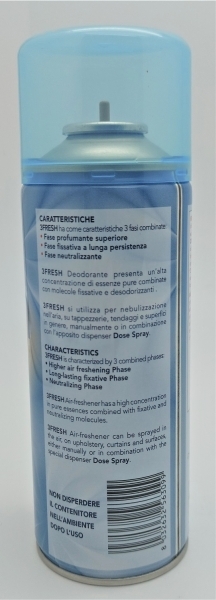 CARATTERISTICHE
3FRESH ha come caratteristiche 3 fasi combinate:
• Fase profumante superiore
• Fase fissativa a lunga persistenza
• Fase neutralizzante
3FRESH Deodorante presenta un'alta
concentrazione di essenze pure combinate
con molecole fissative e desodorizzanti.
3FRESH si utilizza per nebulizzazione
nell'aria, su tappezzerie, tendaggi e superfici
in genere, manualmente o in combinazione
con l'apposito dispenser Dose Spray.
CHARACTERISTICS
3FRESH is characterized by 3 combined phases:
• Higher air freshening Phase
• Long-lasting fixative Phase
• Neutralizing Phase
3FRESH Air-freshener has a high concentration
in pure essences combined with fixative and
neutralizing molecules.
3FRESH Air-freshener can be sprayed in
the air, on upholstery, curtains and surfaces,
either manually or in combination with the
special dispenser Dose Spray.
NON DISPERDERE
IL CONTENITORE
NELL'AMBIENTE
DOPO L'USO